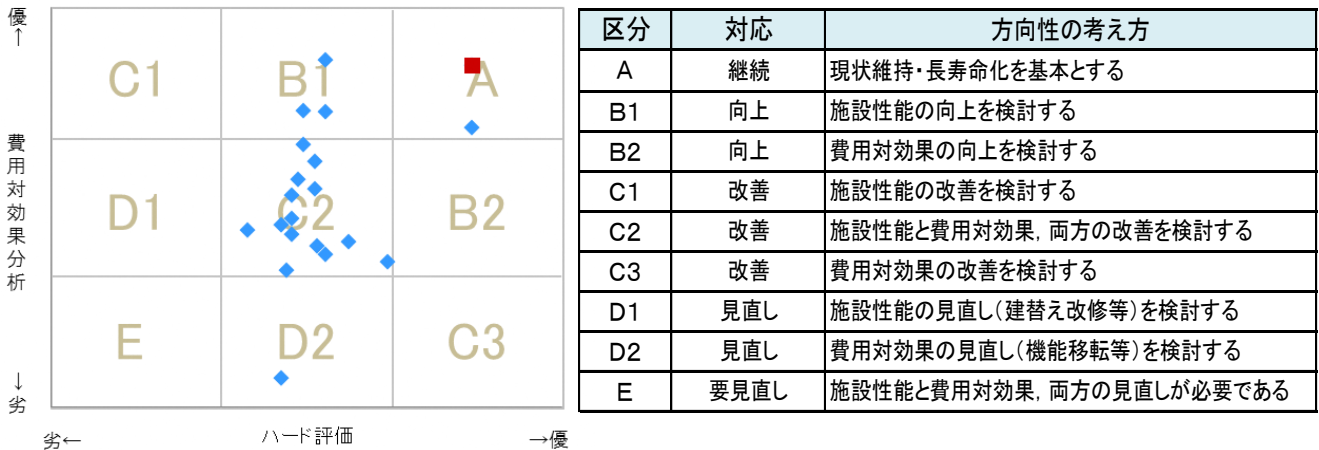 優
↑
費用対効果分析
↓
劣
C1 B1 A
D1 C2 B2
E D2 C3
劣← ハード評価 →優
区分 対応 方向性の考え方
A 継続 現状維持・長寿命化を基本とする
B1 向上 施設性能の向上を検討する
B2 向上 費用対効果の向上を検討する
C1 改善 施設性能の改善を検討する
C2 改善 施設性能と費用対効果, 両方の改善を検討する
C3 改善 費用対効果の改善を検討する
D1 見直し 施設性能の見直し(建替え改修等)を検討する
D2 見直し 費用対効果の見直し(機能移転等)を検討する
E 要見直し 施設性能と費用対効果, 両方の見直しが必要である